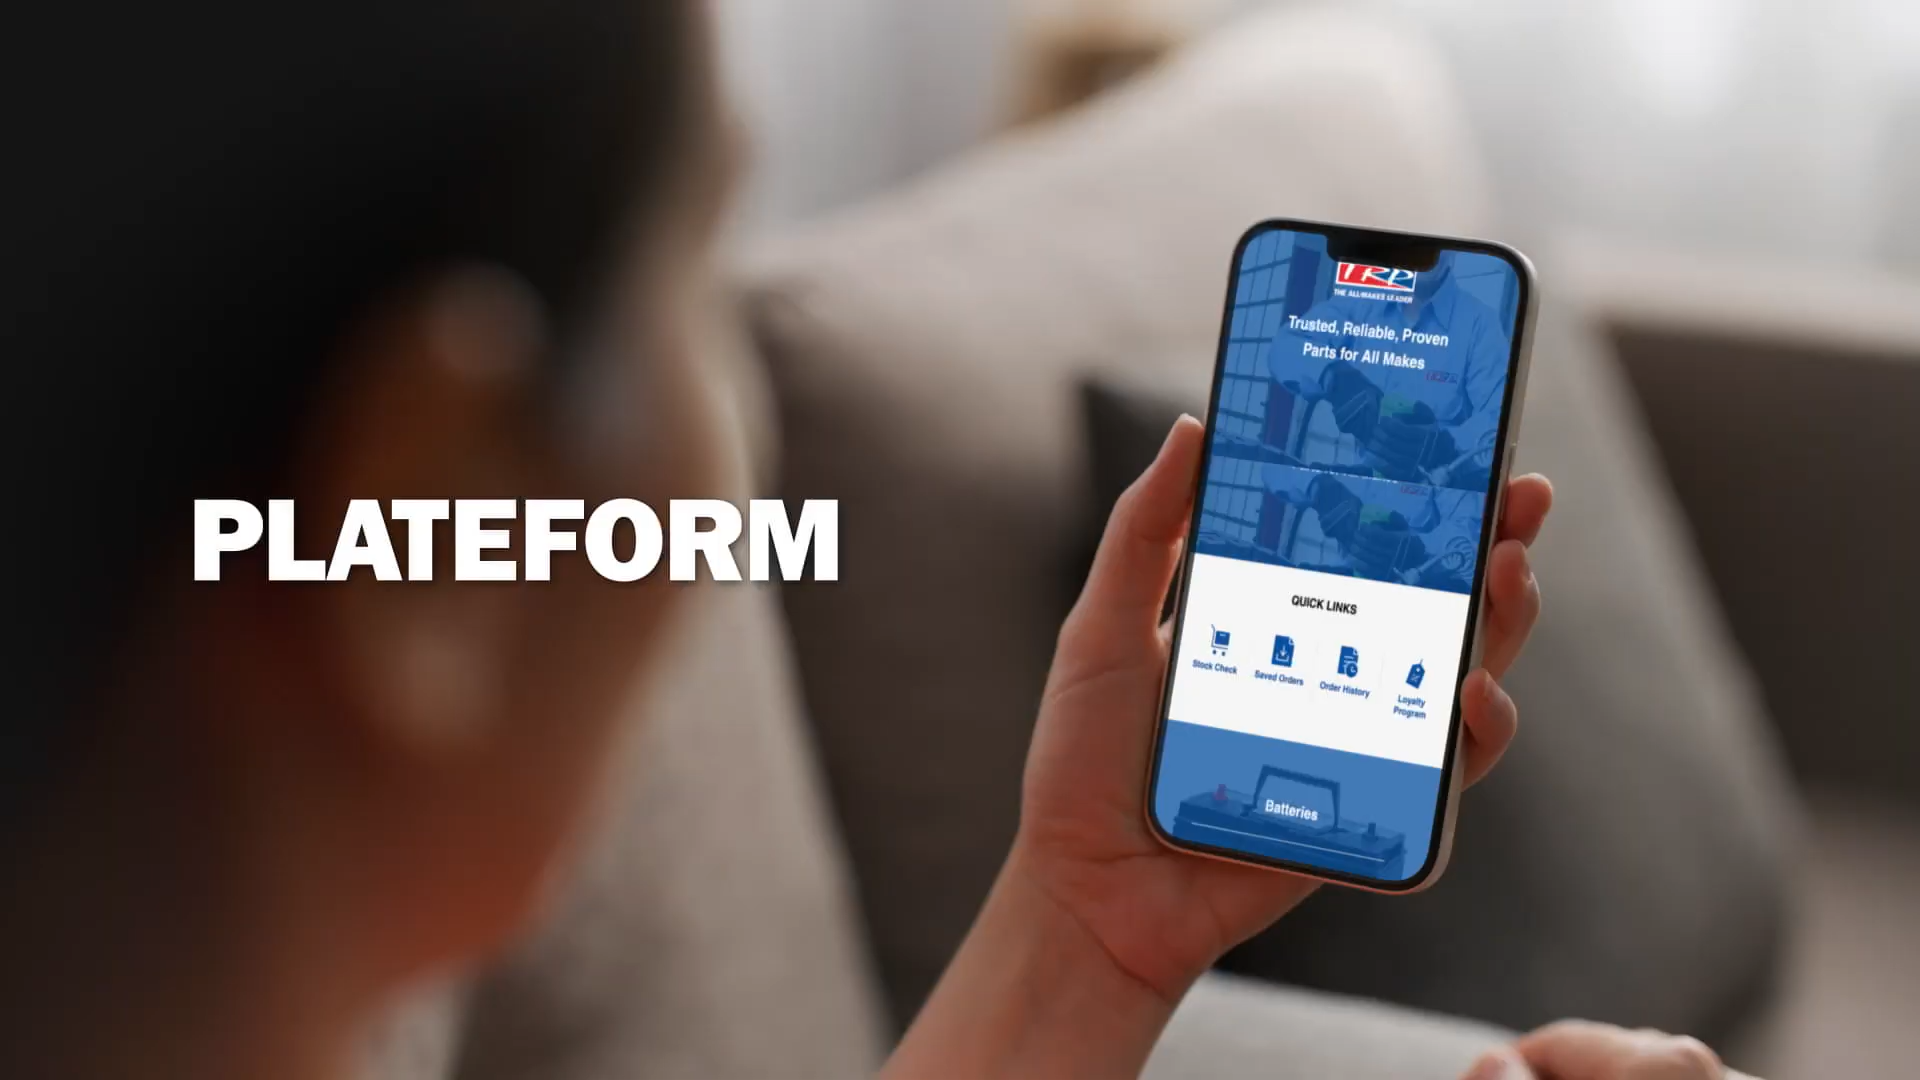 PLATEFORM
TRP
THE ALL-MAKES LEADER
Trusted, Reliable, Proven
Parts for All Makes
TRP
QUICK LINKS
Stock Check
Saved Orders
Order History
Loyalty
Program
Batteries